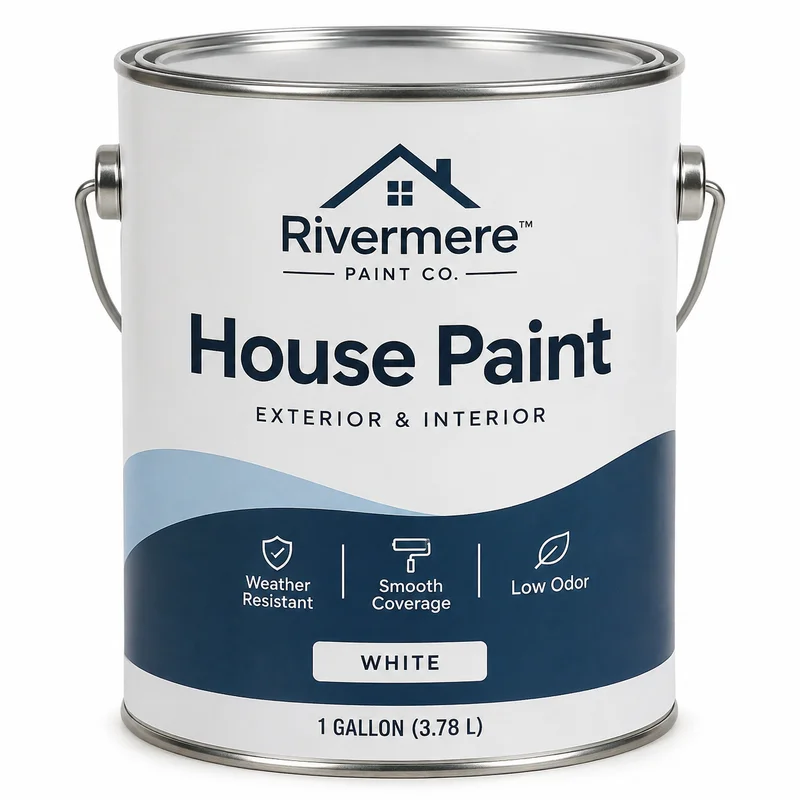 Rivermere™
PAINT CO.
House Paint
EXTERIOR & INTERIOR
Weather
Resistant
Smooth
Coverage
Low Odor
WHITE
1 GALLON (3.78 L)